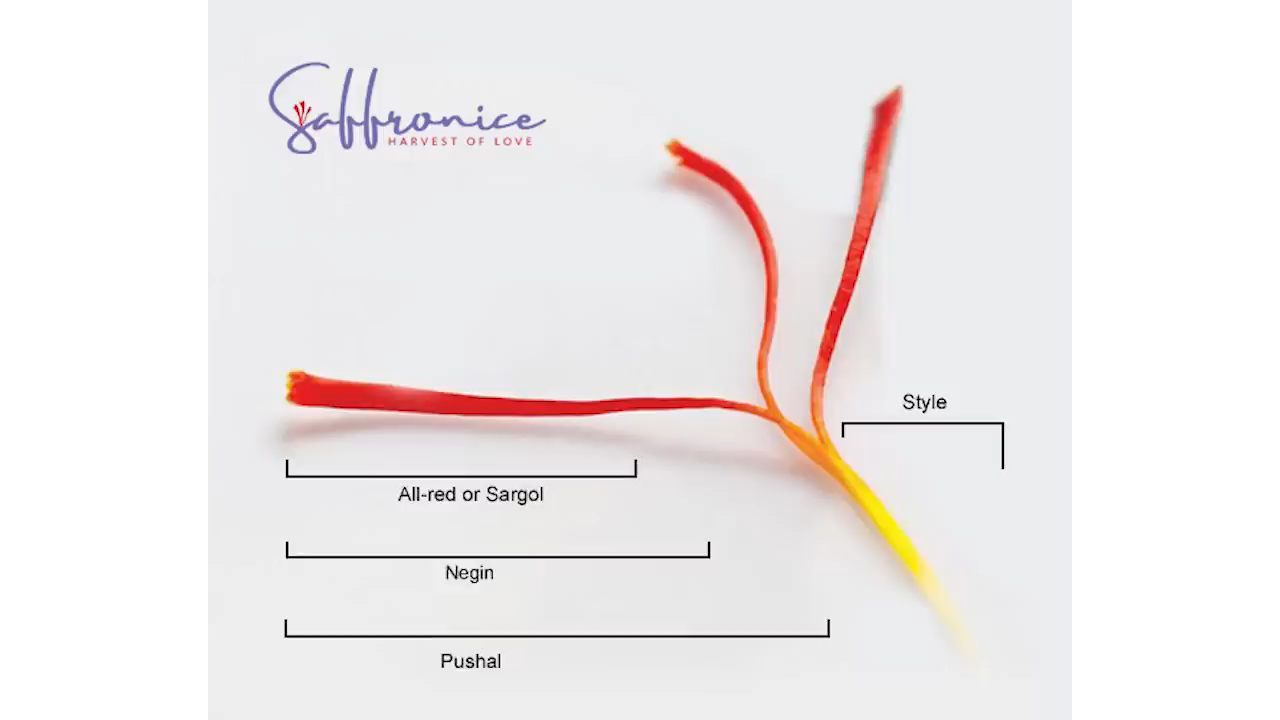 Saffronice
HARVEST OF LOVE
Style
All-red or Sargol
Negin
Pushal